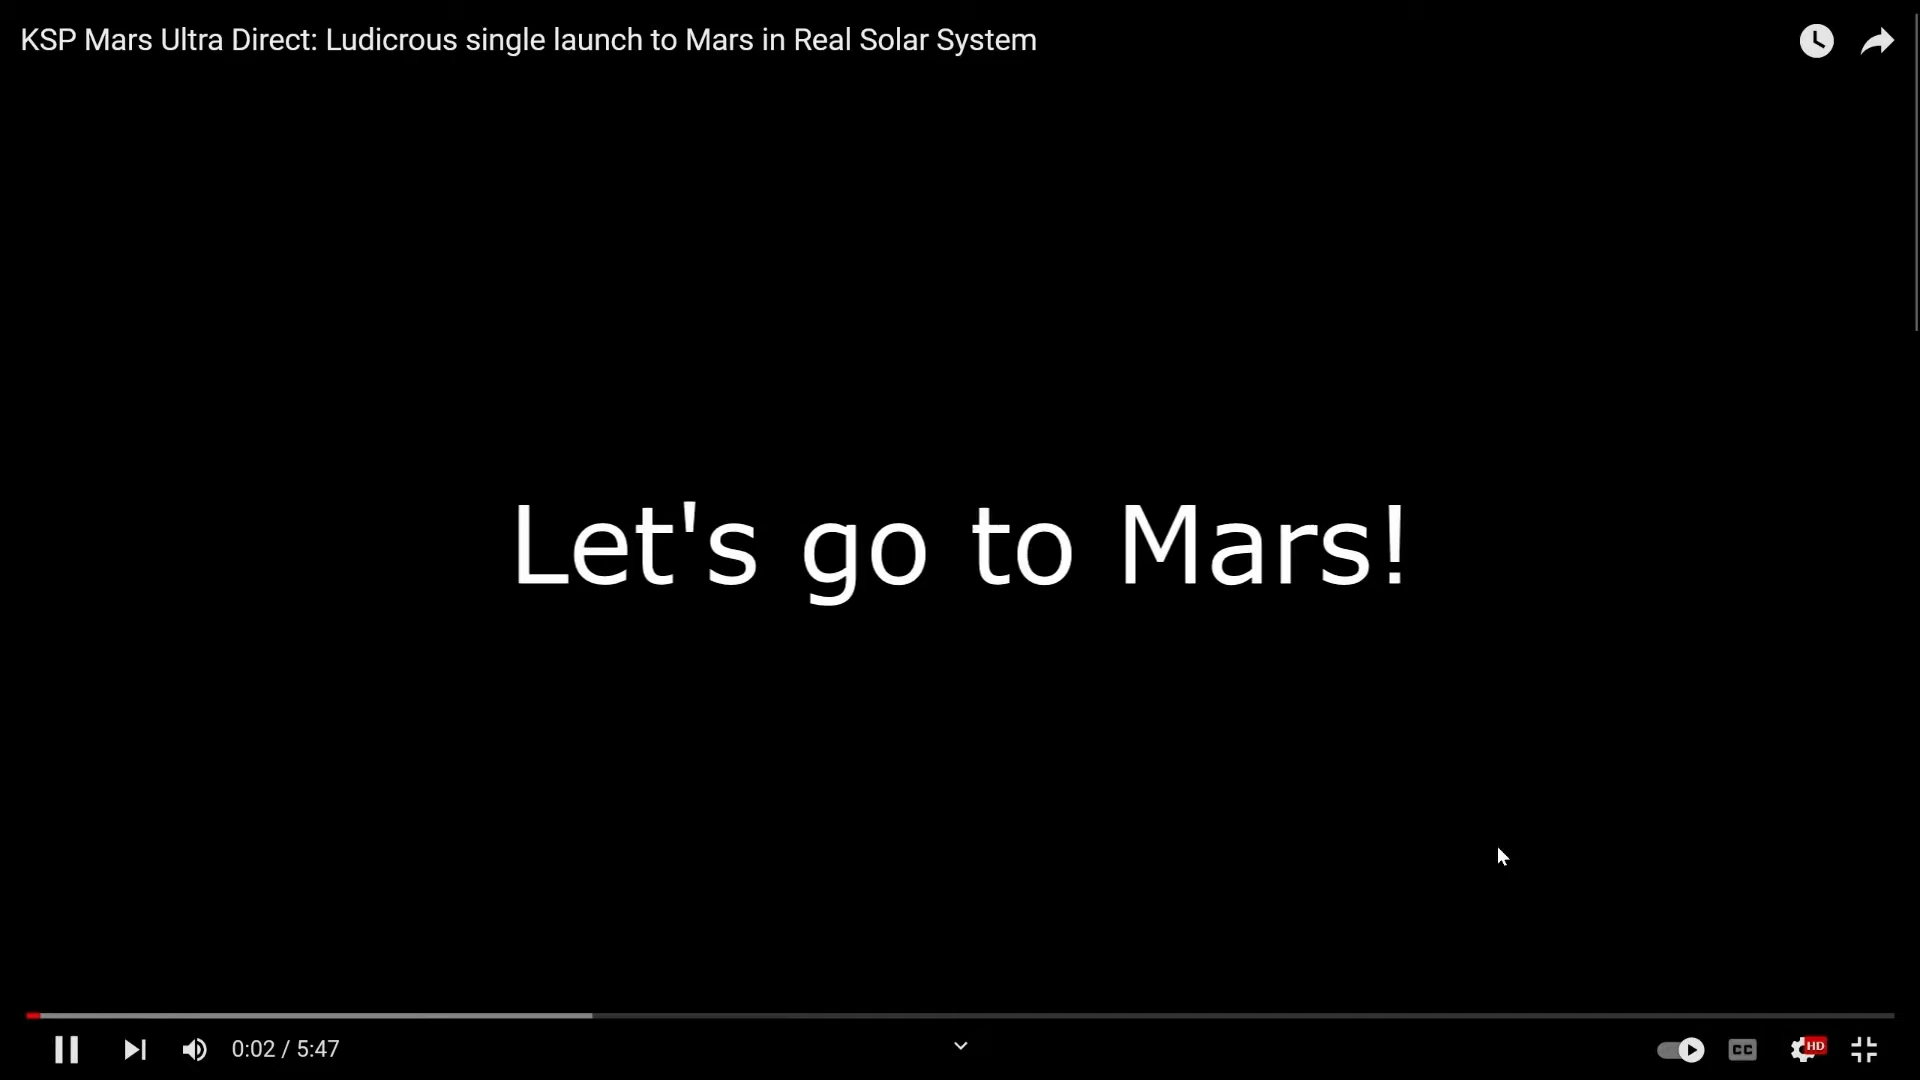 KSP Mars Ultra Direct: Ludicrous single launch to Mars in Real Solar System
Let's go to Mars!
0:02 / 5:47
CC
HD